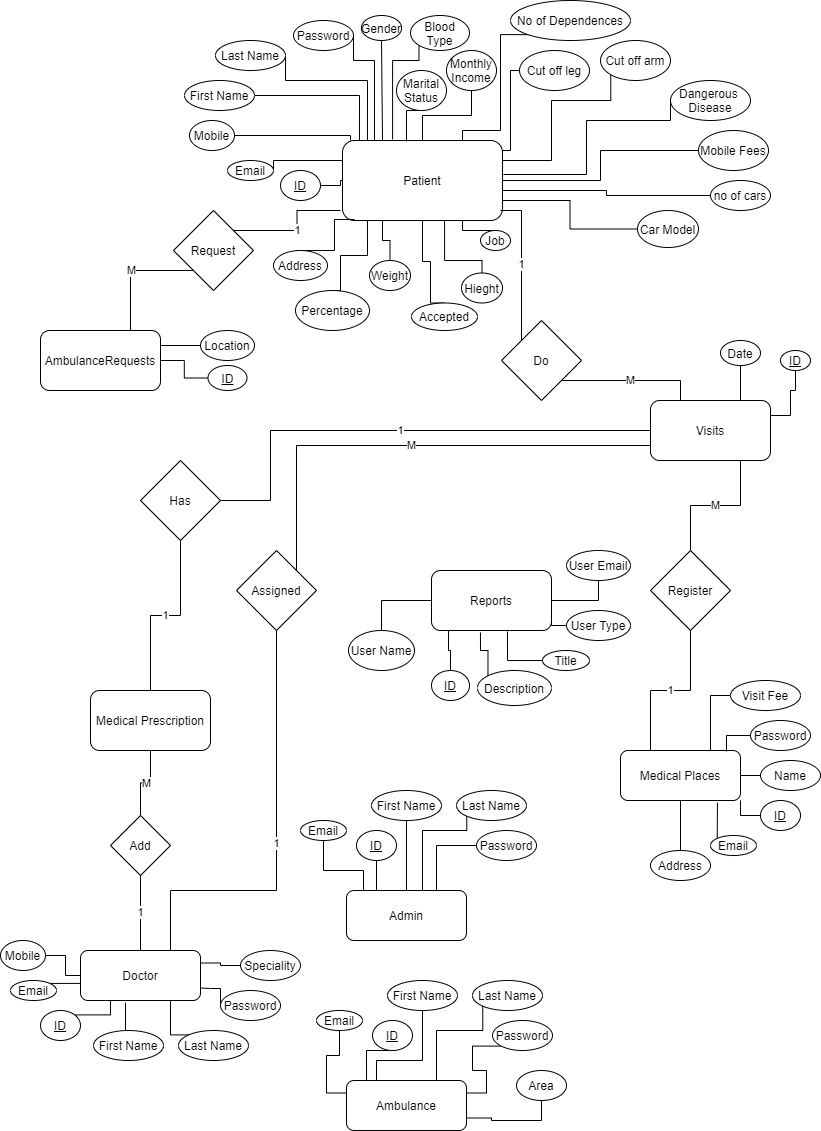 No of Dependences
Gender
Blood
Type
Password
Last Name
Monthly
Income
Cut off arm
Cut off leg
Marital
Status
First Name
Dangerous
Disease
Mobile
Mobile Fees
Email
ID
Patient
no of cars
Car Model
1
Request
Job
Address
1
M
Weight
Hieght
Percentage
Accepted
Location
AmbulanceRequests
ID
Do
Date
ID
M
1
Visits
M
Has
M
User Email
Assigned
Reports
Register
1
User Type
User Name
Title
ID
Description
1
Visit Fee
Medical Prescription
Password
Medical Places
Name
M
First Name
Last Name
ID
Email
1
Add
ID
Password
Email
Address
1
Admin
Mobile
Speciality
Doctor
Email
Password
First Name
Last Name
ID
Email
ID
Password
First Name
Last Name
Area
Ambulance